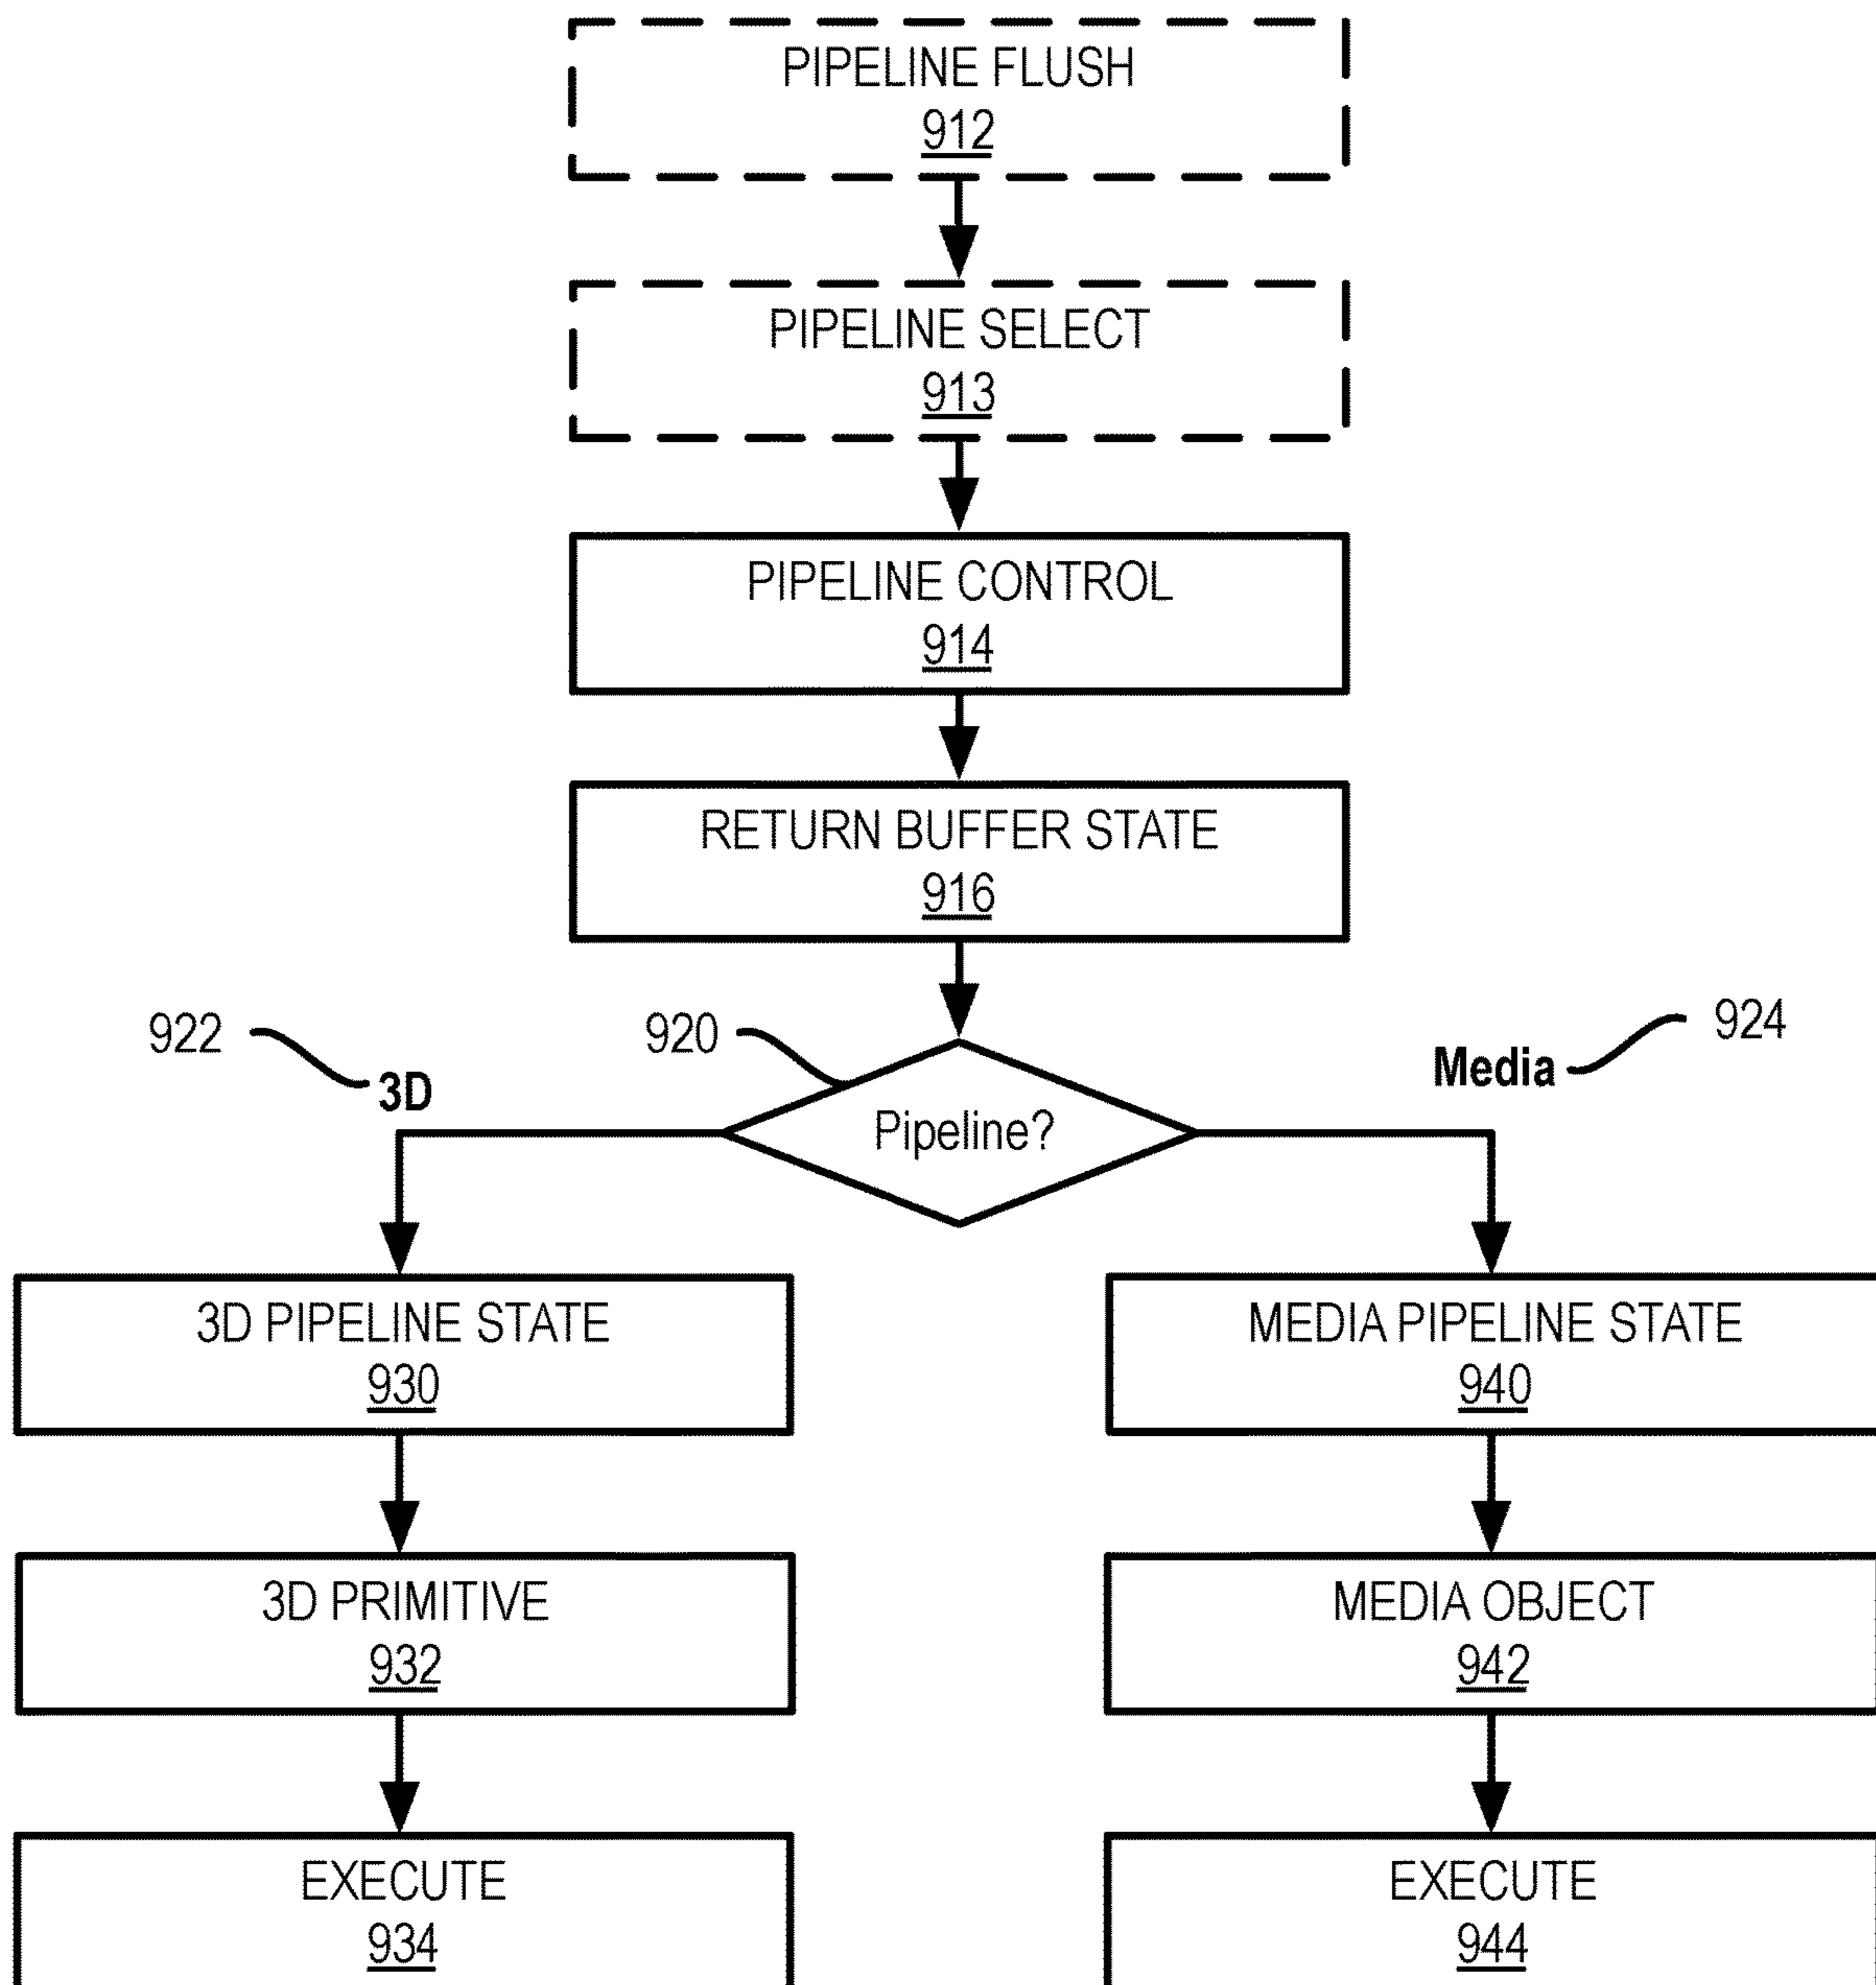 PIPELINE FLUSH
912
PIPELINE SELECT
913
PIPELINE CONTROL
914
RETURN BUFFER STATE
916
922
920
924
3D
Media
Pipeline?
3D PIPELINE STATE
930
MEDIA PIPELINE STATE
940
3D PRIMITIVE
932
MEDIA OBJECT
942
EXECUTE
934
EXECUTE
944